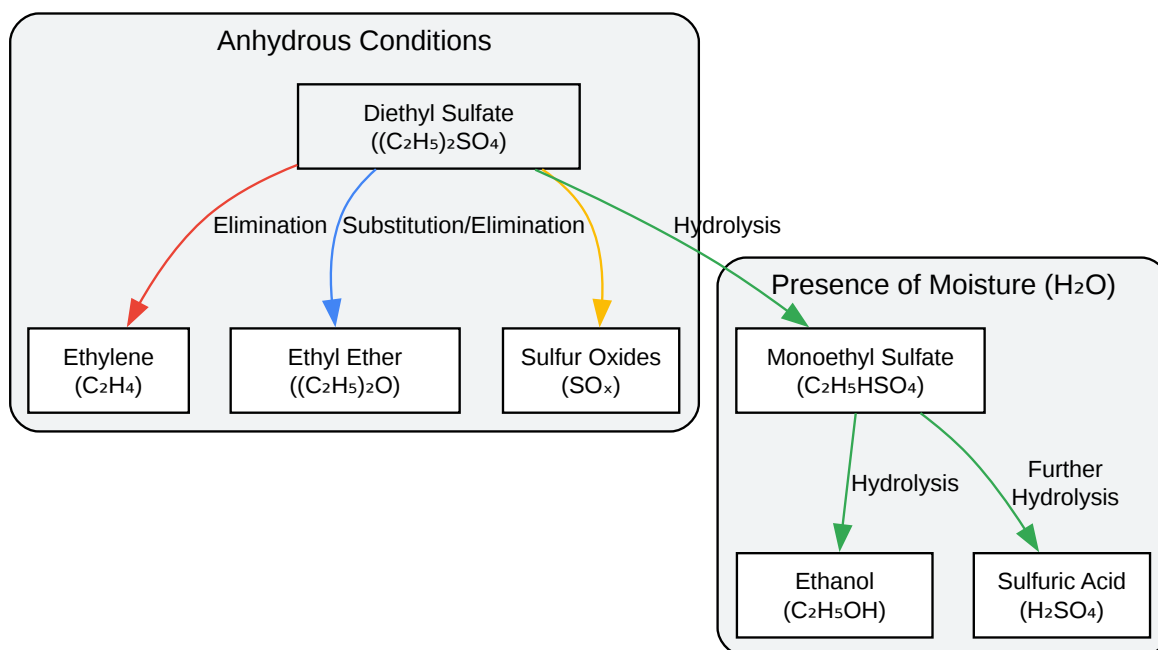 Anhydrous Conditions
Diethyl Sulfate
((C₂H₅)₂SO₄)
Elimination
Substitution/Elimination
Hydrolysis
Presence of Moisture (H₂O)
Ethylene
(C₂H₄)
Ethyl Ether
((C₂H₅)₂O)
Sulfur Oxides
(SOₓ)
Monoethyl Sulfate
(C₂H₅HSO₄)
Hydrolysis
Further
Hydrolysis
Ethanol
(C₂H₅OH)
Sulfuric Acid
(H₂SO₄)